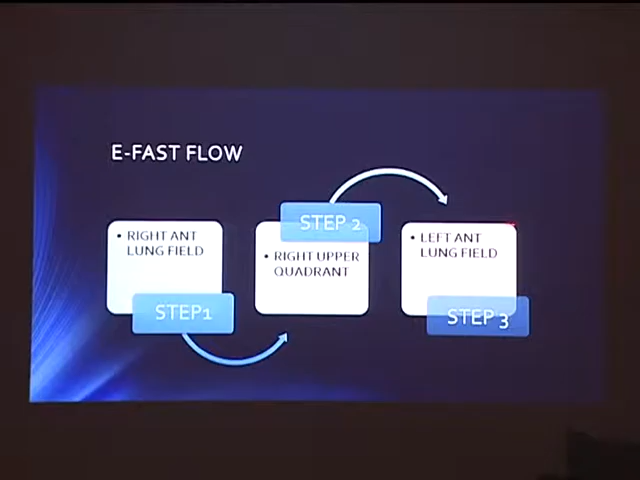 E-FAST FLOW
• RIGHT ANT
LUNG FIELD
STEP1
STEP 2
• RIGHT UPPER
QUADRANT
• LEFT ANT
LUNG FIELD
STEP 3